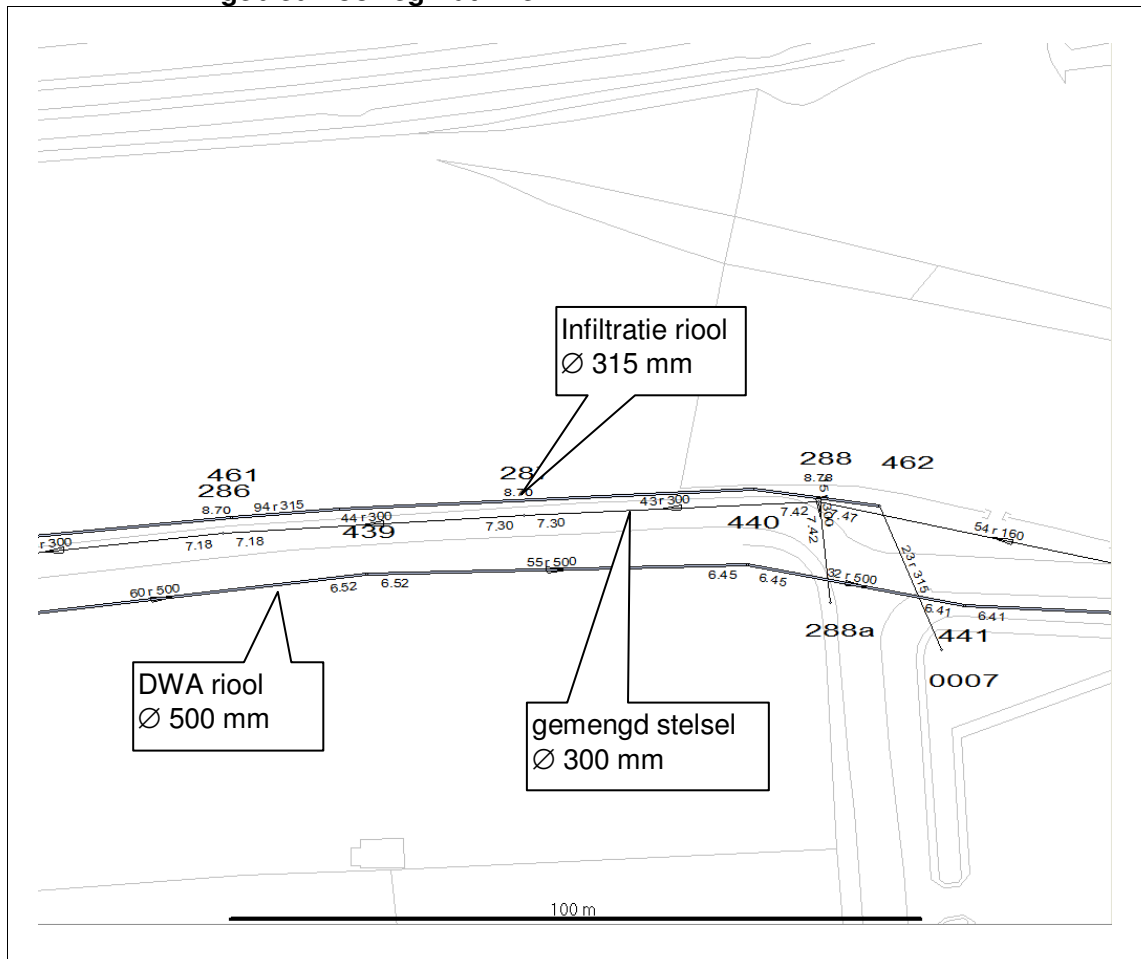 Infiltratie riool
∅ 315 mm
461
286
8.70
94 r 315
8.70
288
8.78
462
43 r 300
44 r 300
439
7.30
7.30
440
7.42
7.47
7.42
54 r 160
r 300
7.18
7.18
23 r 315
55 r 500
60 r 500
6.52
6.52
6.45
6.45
32 r 500
6.41
6.41
288a
441
0007
DWA riool
∅ 500 mm
gemengd stelsel
∅ 300 mm
100 m